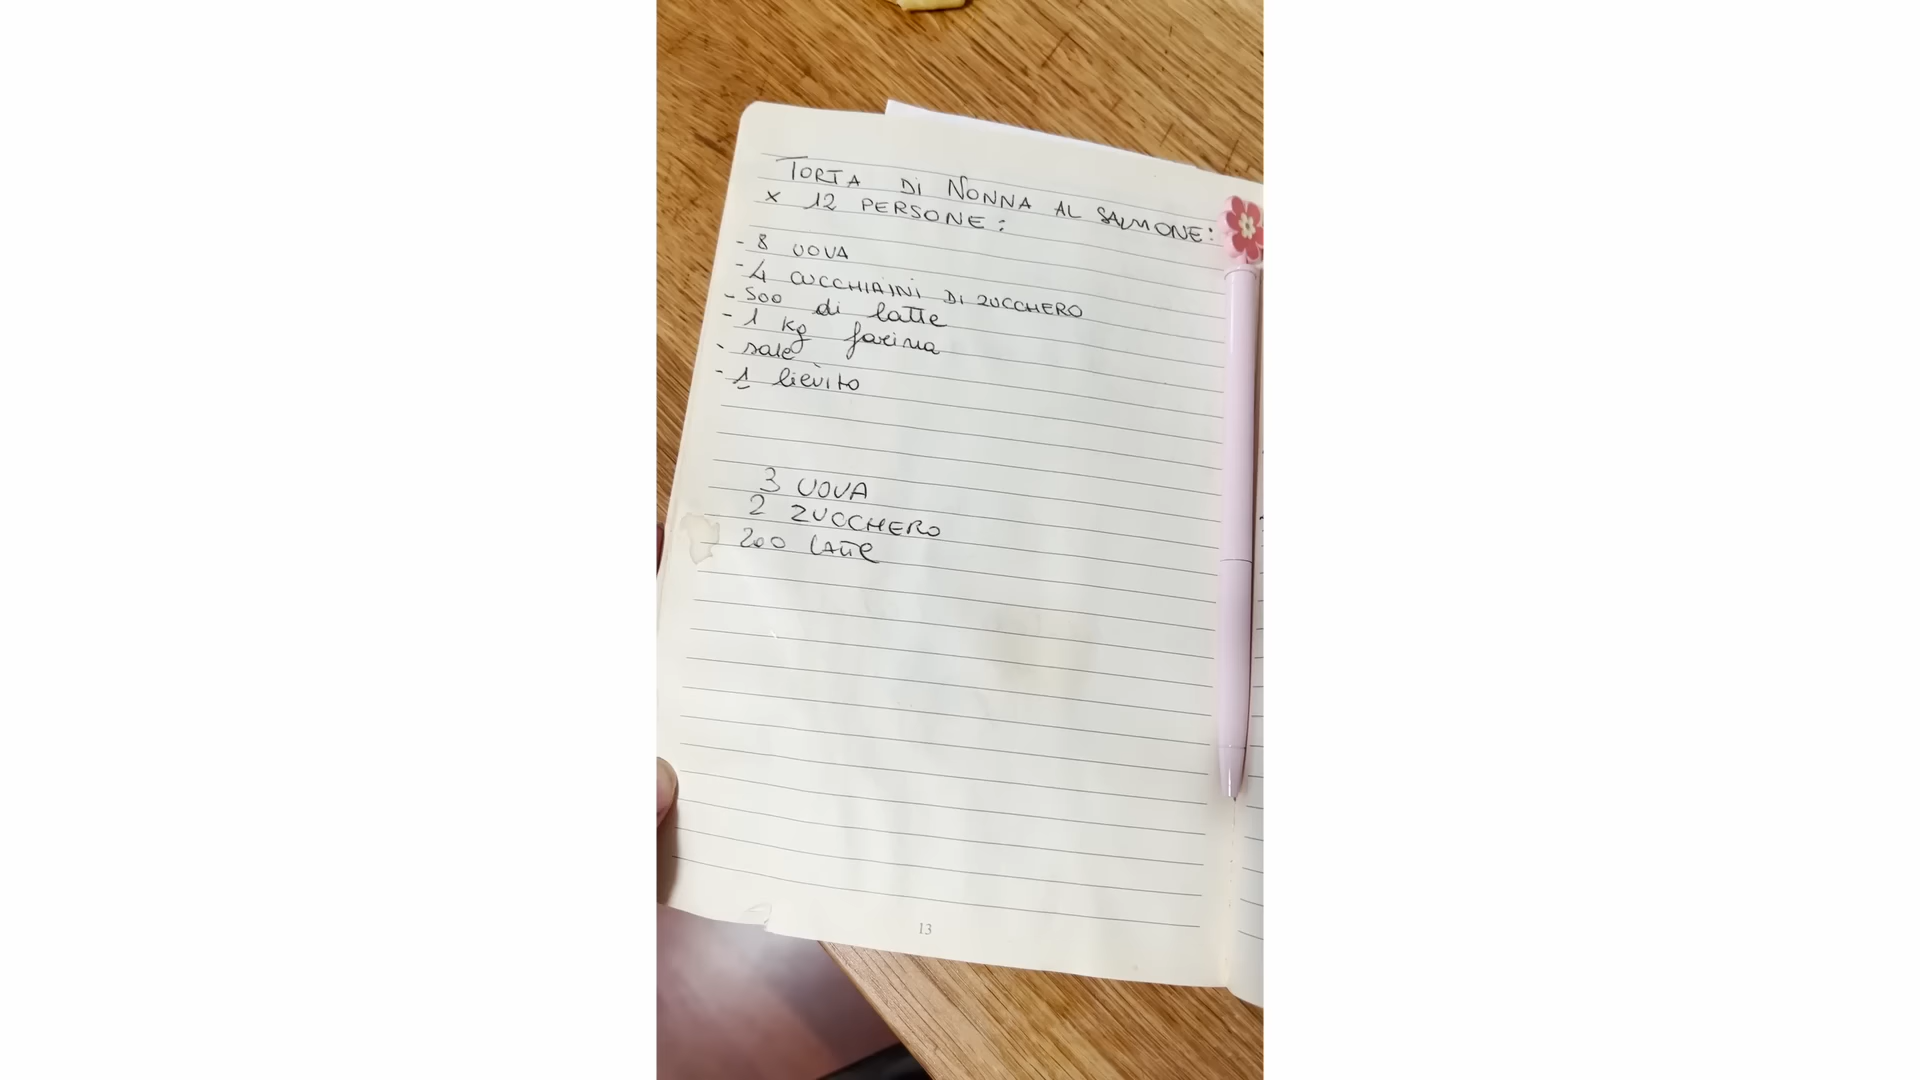 TORTA DI NONNA AL SALMONE:
x 12 PERSONE:
- 8 UOVA
- 4 CUCCHIAINI DI ZUCCHERO
- 500 di latte
- 1 kg farina
- sale
- 1 lievito
3 UOVA
2 ZUCCHERO
200 LATTE
13